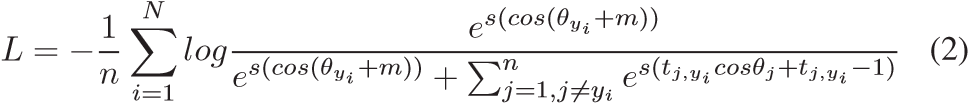 L = -\frac{1}{n} \sum_{i=1}^{N} log \frac{e^{s(cos(\theta_{y_i}+m))}}{e^{s(cos(\theta_{y_i}+m))} + \sum_{j=1,j\neq y_i}^{n} e^{s(t_{j,y_i} cos\theta_j + t_{j,y_i} - 1)}} (2)